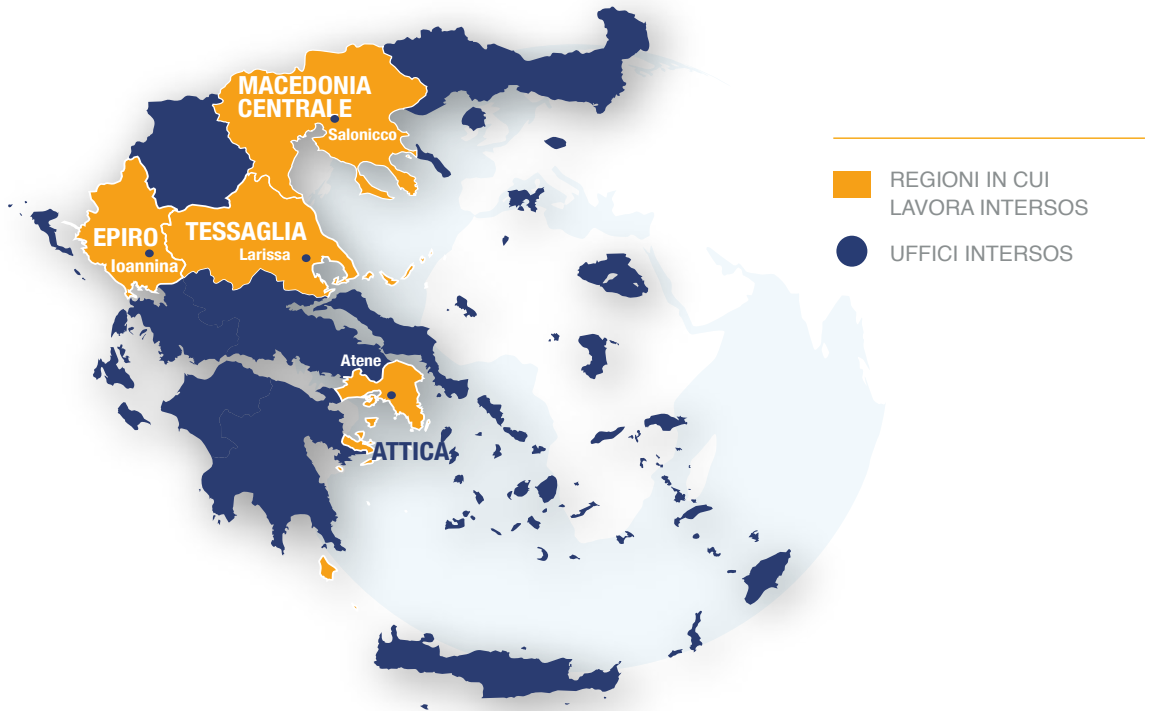 MACEDONIA
CENTRALE
Salonicco
EPIRO
Ioannina
TESSAGLIA
Larissa
Atene
ATTICA
REGIONI IN CUI
LAVORA INTERSOS
UFFICI INTERSOS